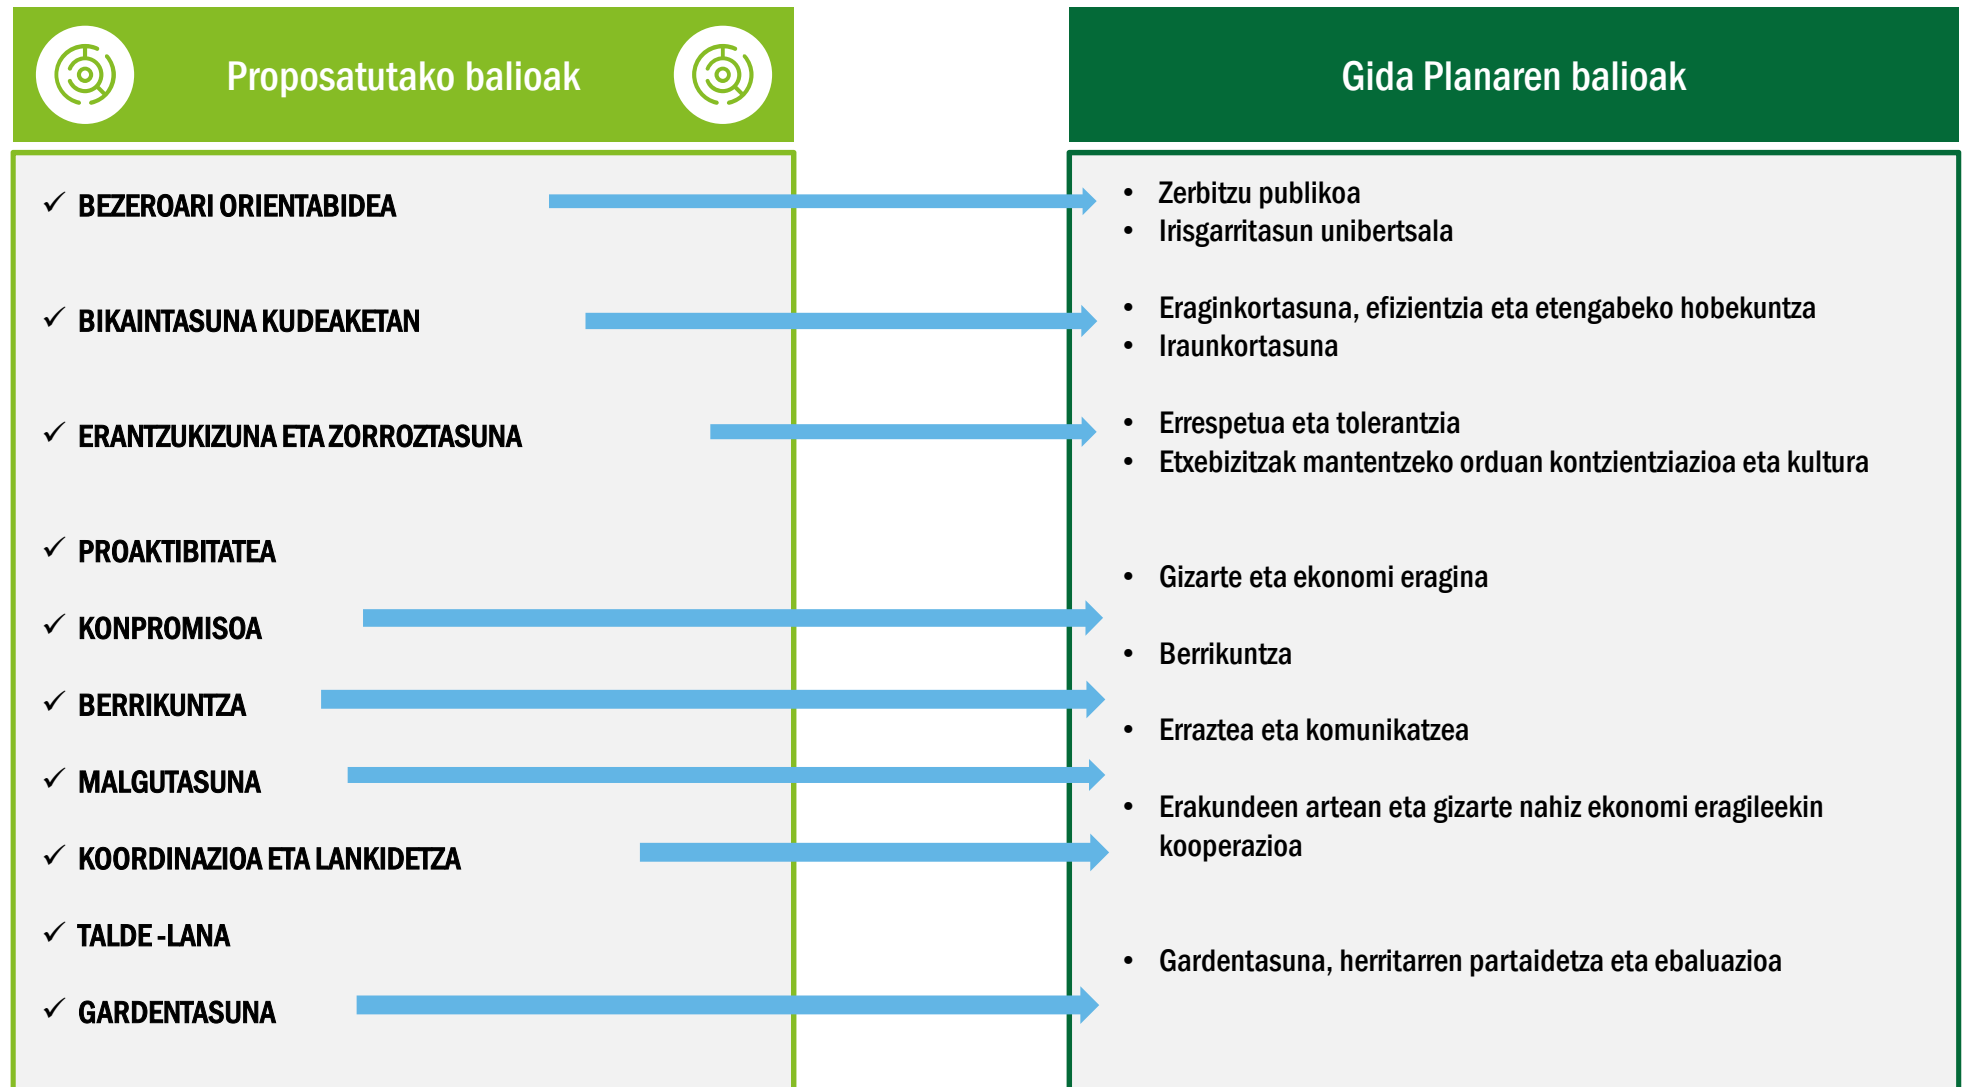 Proposatutako balioak
✓ BEZEROARI ORIENTABIDEA
✓ BIKAINTASUNA KUDEAKETAN
✓ ERANTZUKIZUNA ETA ZORROZTASUNA
✓ PROAKTIBITATEA
✓ KONPROMISOA
✓ BERRIKUNTZA
✓ MALGUTASUNA
✓ KOORDINAZIOA ETA LANKIDETZA
✓ TALDE -LANA
✓ GARDENTASUNA
Gida Planaren balioak
• Zerbitzu publikoa
• Irisgarritasun unibertsala
• Eraginkortasuna, efizientzia eta etengabeko hobekuntza
• Iraunkortasuna
• Errespetua eta tolerantzia
• Etxebizitzak mantentzeko orduan kontzientziazioa eta kultura
• Gizarte eta ekonomi eragina
• Berrikuntza
• Erraztea eta komunikatzea
• Erakundeen artean eta gizarte nahiz ekonomi eragileekin
kooperazioa
• Gardentasuna, herritarren partaidetza eta ebaluazioa